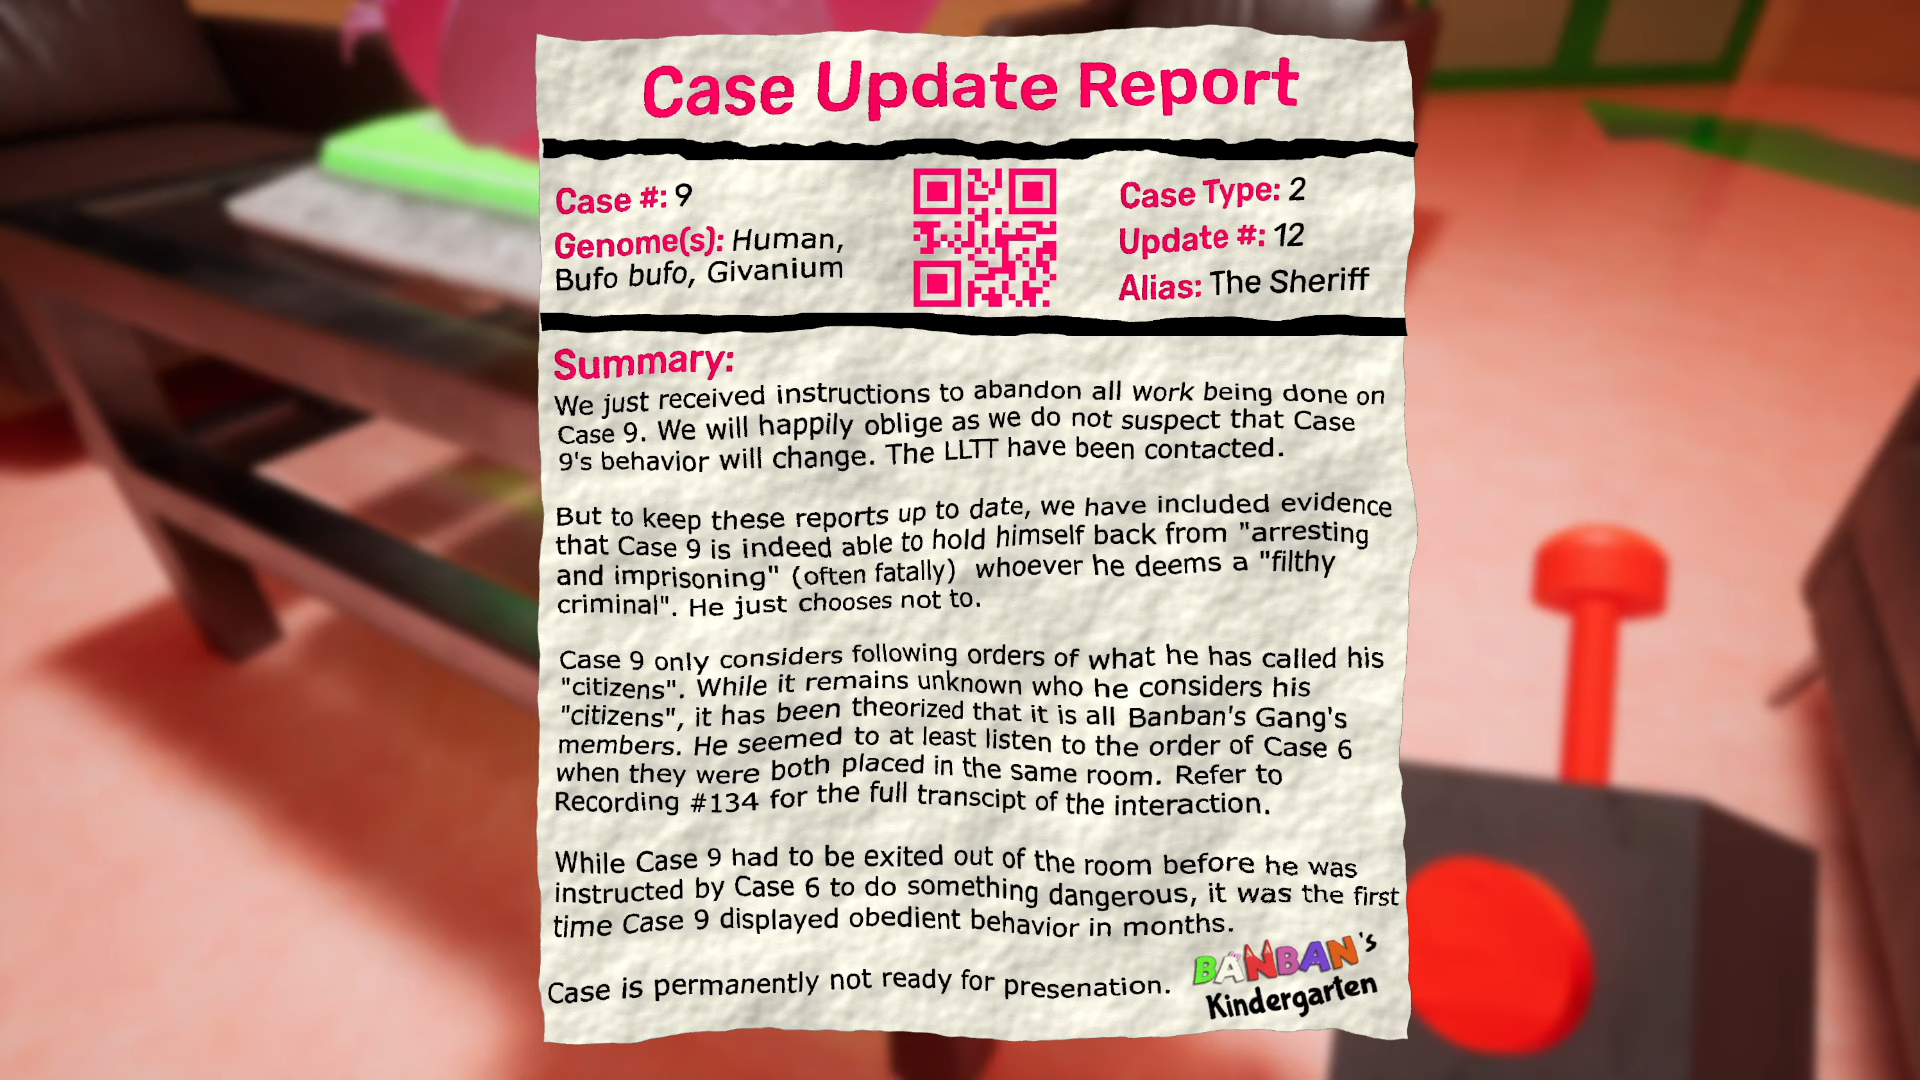 Case Update Report
Case #: 9
Genome(s): Human,
Bufo bufo, Givanium
Case Type: 2
Update #: 12
Alias: The Sheriff
Summary:
We just received instructions to abandon all work being done on
Case 9. We will happily oblige as we do not suspect that Case
9's behavior will change. The LLTT have been contacted.
But to keep these reports up to date, we have included evidence
that Case 9 is indeed able to hold himself back from "arresting
and imprisoning" (often fatally) whoever he deems a "filthy
criminal". He just chooses not to.
Case 9 only considers following orders of what he has called his
"citizens". While it remains unknown who he considers his
"citizens", it has been theorized that it is all Banban's Gang's
members. He seemed to at least listen to the order of Case 6
when they were both placed in the same room. Refer to
Recording #134 for the full transcipt of the interaction.
While Case 9 had to be exited out of the room before he was
instructed by Case 6 to do something dangerous, it was the first
time Case 9 displayed obedient behavior in months.
Case is permanently not ready for presenation.
BANBAN's
Kindergarten